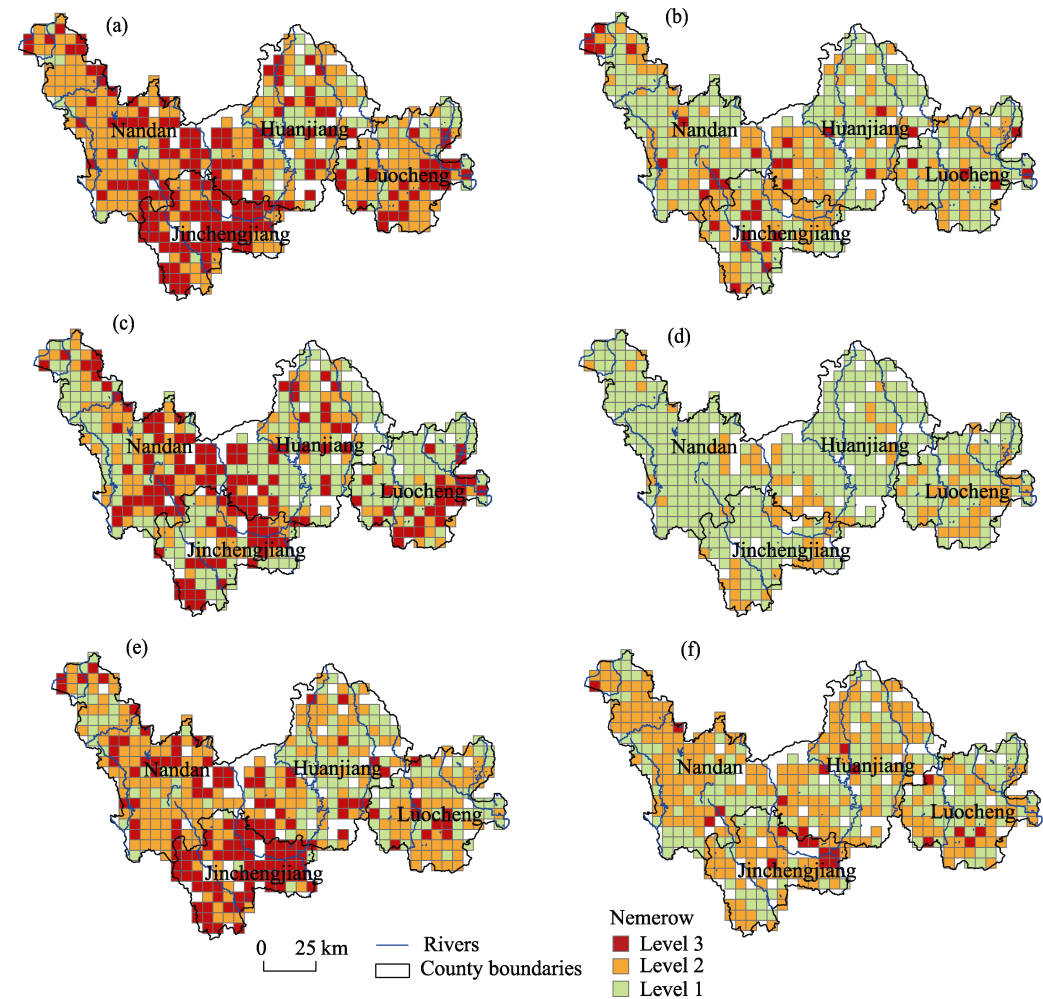 (a)
(b)
Nandan
Huanjiang
Luocheng
Jinchengjiang
Nandan
Huanjiang
Luocheng
Jinchengjiang
(c)
(d)
Nandan
Huanjiang
Luocheng
Jinchengjiang
Nandan
Huanjiang
Luocheng
Jinchengjiang
(e)
(f)
Nandan
Huanjiang
Luocheng
Jinchengjiang
Nandan
Huanjiang
Luocheng
Jinchengjiang
0 25 km
Rivers
County boundaries
Nemerow
Level 3
Level 2
Level 1